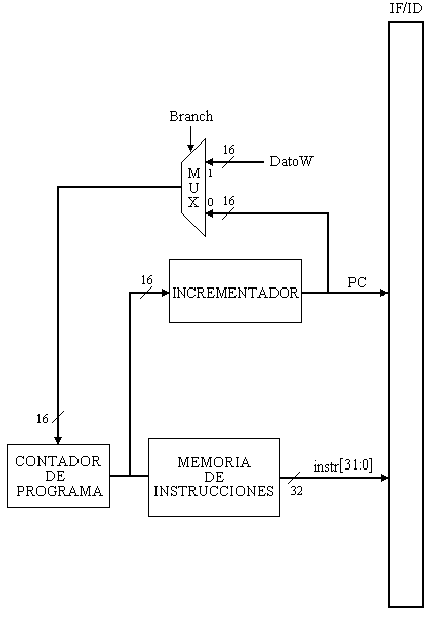 IF/ID
Branch
16
DatoW
M
U
X
1
0
16
16
INCREMENTADOR
PC
16
CONTADOR
DE
PROGRAMA
MEMORIA
DE
INSTRUCCIONES
instr[31:0]
32